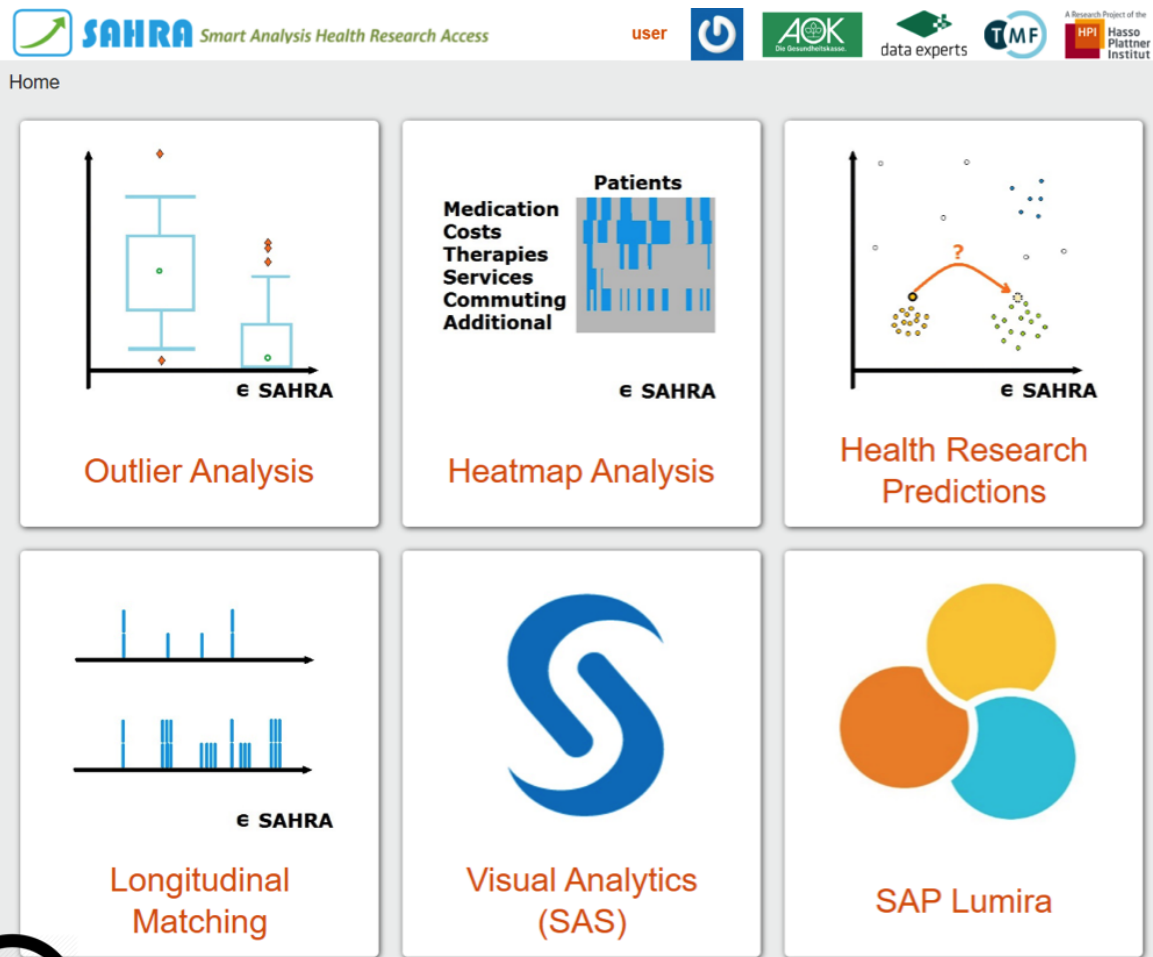 SAHRA Smart Analysis Health Research Access
user
AOK
Die Gesundheitskasse.
data experts
TMF
A Research Project of the
HPI
Hasso
Plattner
Institut
Home
Patients
Medication
Costs
Therapies
Services
Commuting
Additional
?
ϵ SAHRA
ϵ SAHRA
ϵ SAHRA
Outlier Analysis
Heatmap Analysis
Health Research
Predictions
ϵ SAHRA
Longitudinal
Matching
Visual Analytics
(SAS)
SAP Lumira